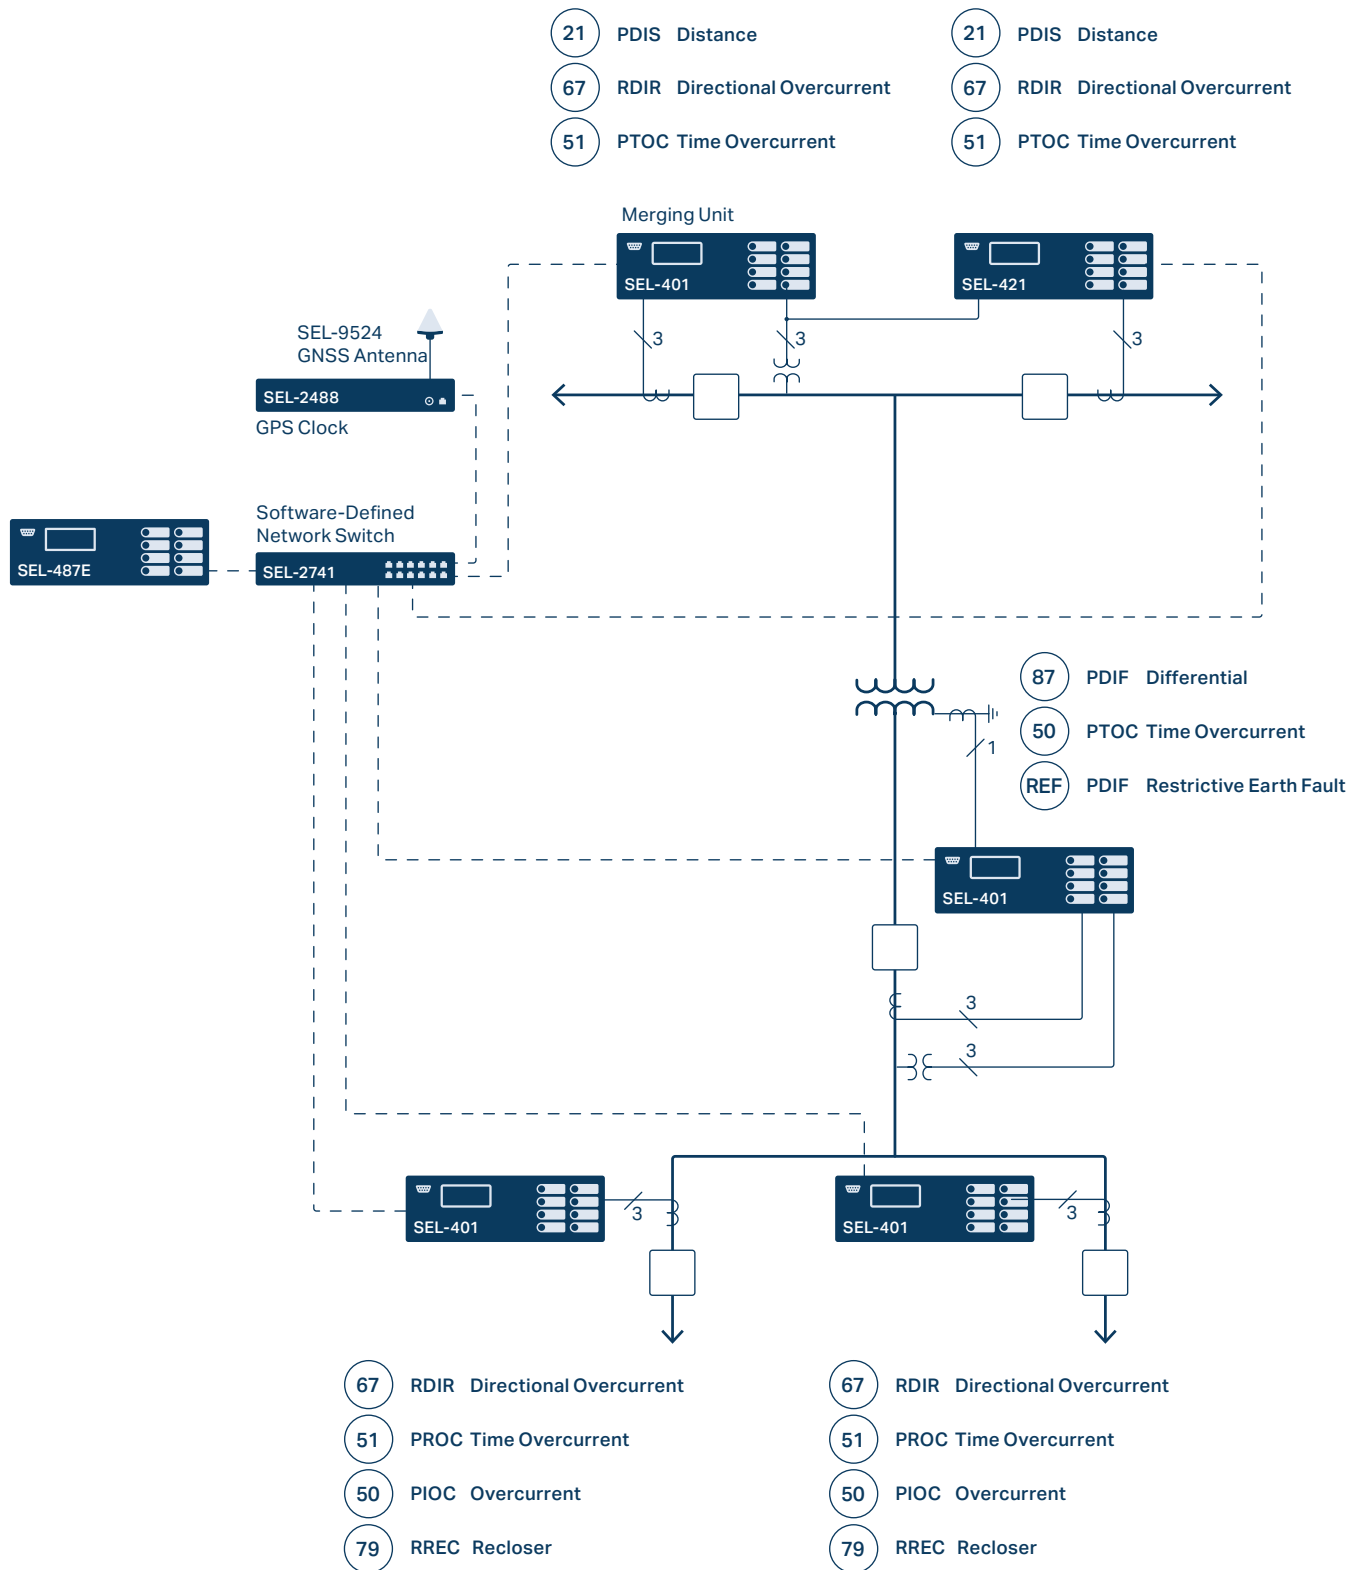 21 PDIS Distance
67 RDIR Directional Overcurrent
51 PTOC Time Overcurrent
21 PDIS Distance
67 RDIR Directional Overcurrent
51 PTOC Time Overcurrent
Merging Unit
SEL-401
SEL-421
3
3
3
SEL-9524
GNSS Antenna
SEL-2488
GPS Clock
Software-Defined
Network Switch
SEL-487E
SEL-2741
87 PDIF Differential
50 PTOC Time Overcurrent
REF PDIF Restrictive Earth Fault
1
SEL-401
3
3
SEL-401
3
SEL-401
3
67 RDIR Directional Overcurrent
51 PROC Time Overcurrent
50 PIOC Overcurrent
79 RREC Recloser
67 RDIR Directional Overcurrent
51 PROC Time Overcurrent
50 PIOC Overcurrent
79 RREC Recloser